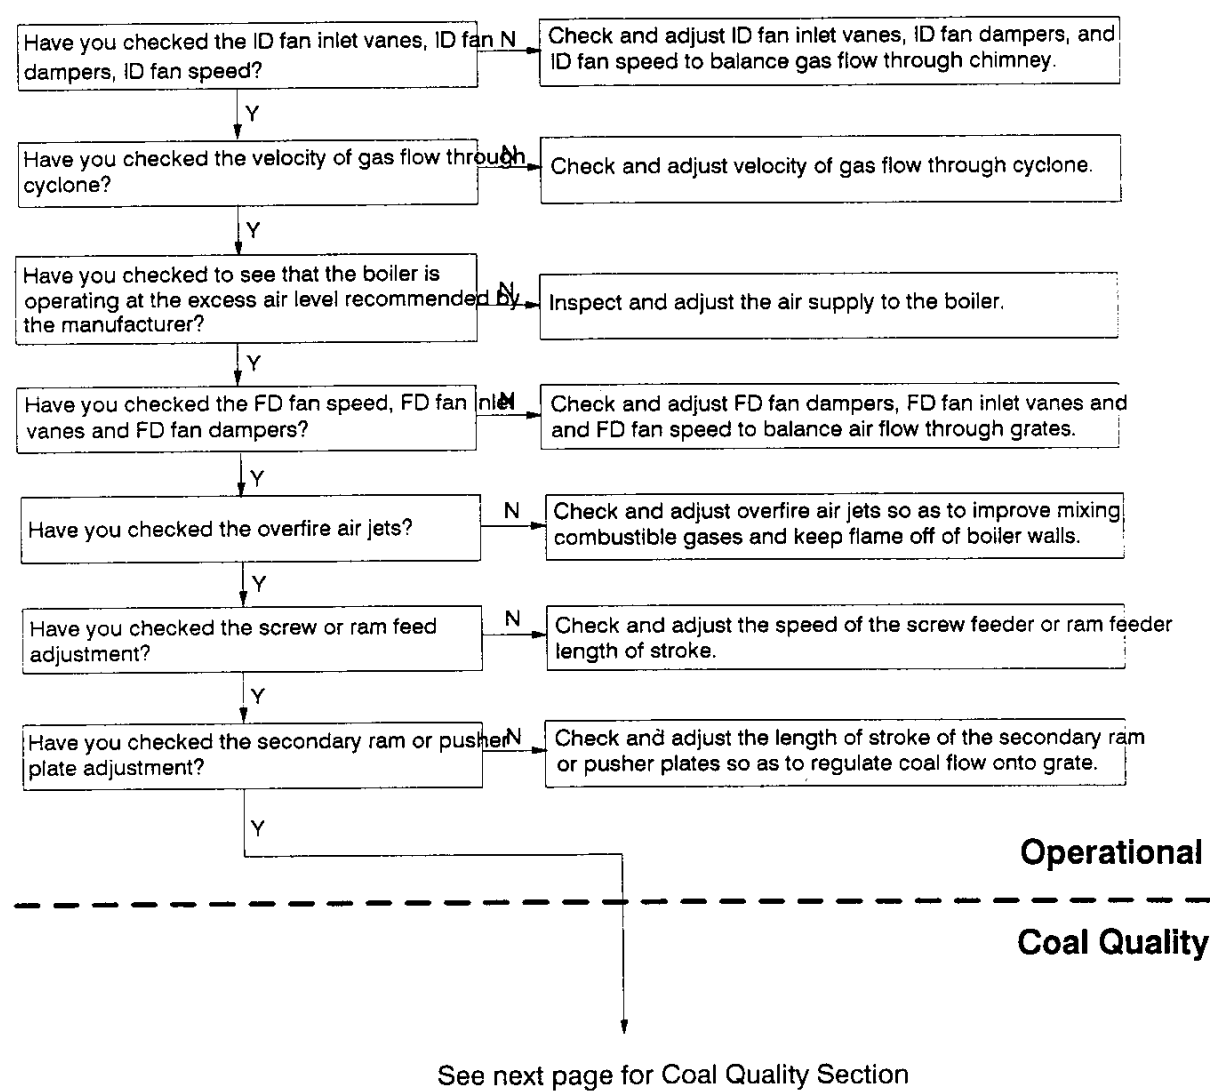 Have you checked the ID fan inlet vanes, ID fan
dampers, ID fan speed?
N
Check and adjust ID fan inlet vanes, ID fan dampers, and
ID fan speed to balance gas flow through chimney.
Y
Have you checked the velocity of gas flow through
cyclone?
N
Check and adjust velocity of gas flow through cyclone.
Y
Have you checked to see that the boiler is
operating at the excess air level recommended by
the manufacturer?
N
Inspect and adjust the air supply to the boiler.
Y
Have you checked the FD fan speed, FD fan inlet
vanes and FD fan dampers?
N
Check and adjust FD fan dampers, FD fan inlet vanes and
and FD fan speed to balance air flow through grates.
Y
Have you checked the overfire air jets?
N
Check and adjust overfire air jets so as to improve mixing
combustible gases and keep flame off of boiler walls.
Y
Have you checked the screw or ram feed
adjustment?
N
Check and adjust the speed of the screw feeder or ram feeder
length of stroke.
Y
Have you checked the secondary ram or pusher
plate adjustment?
N
Check and adjust the length of stroke of the secondary ram
or pusher plates so as to regulate coal flow onto grate.
Y
Operational
Coal Quality
See next page for Coal Quality Section